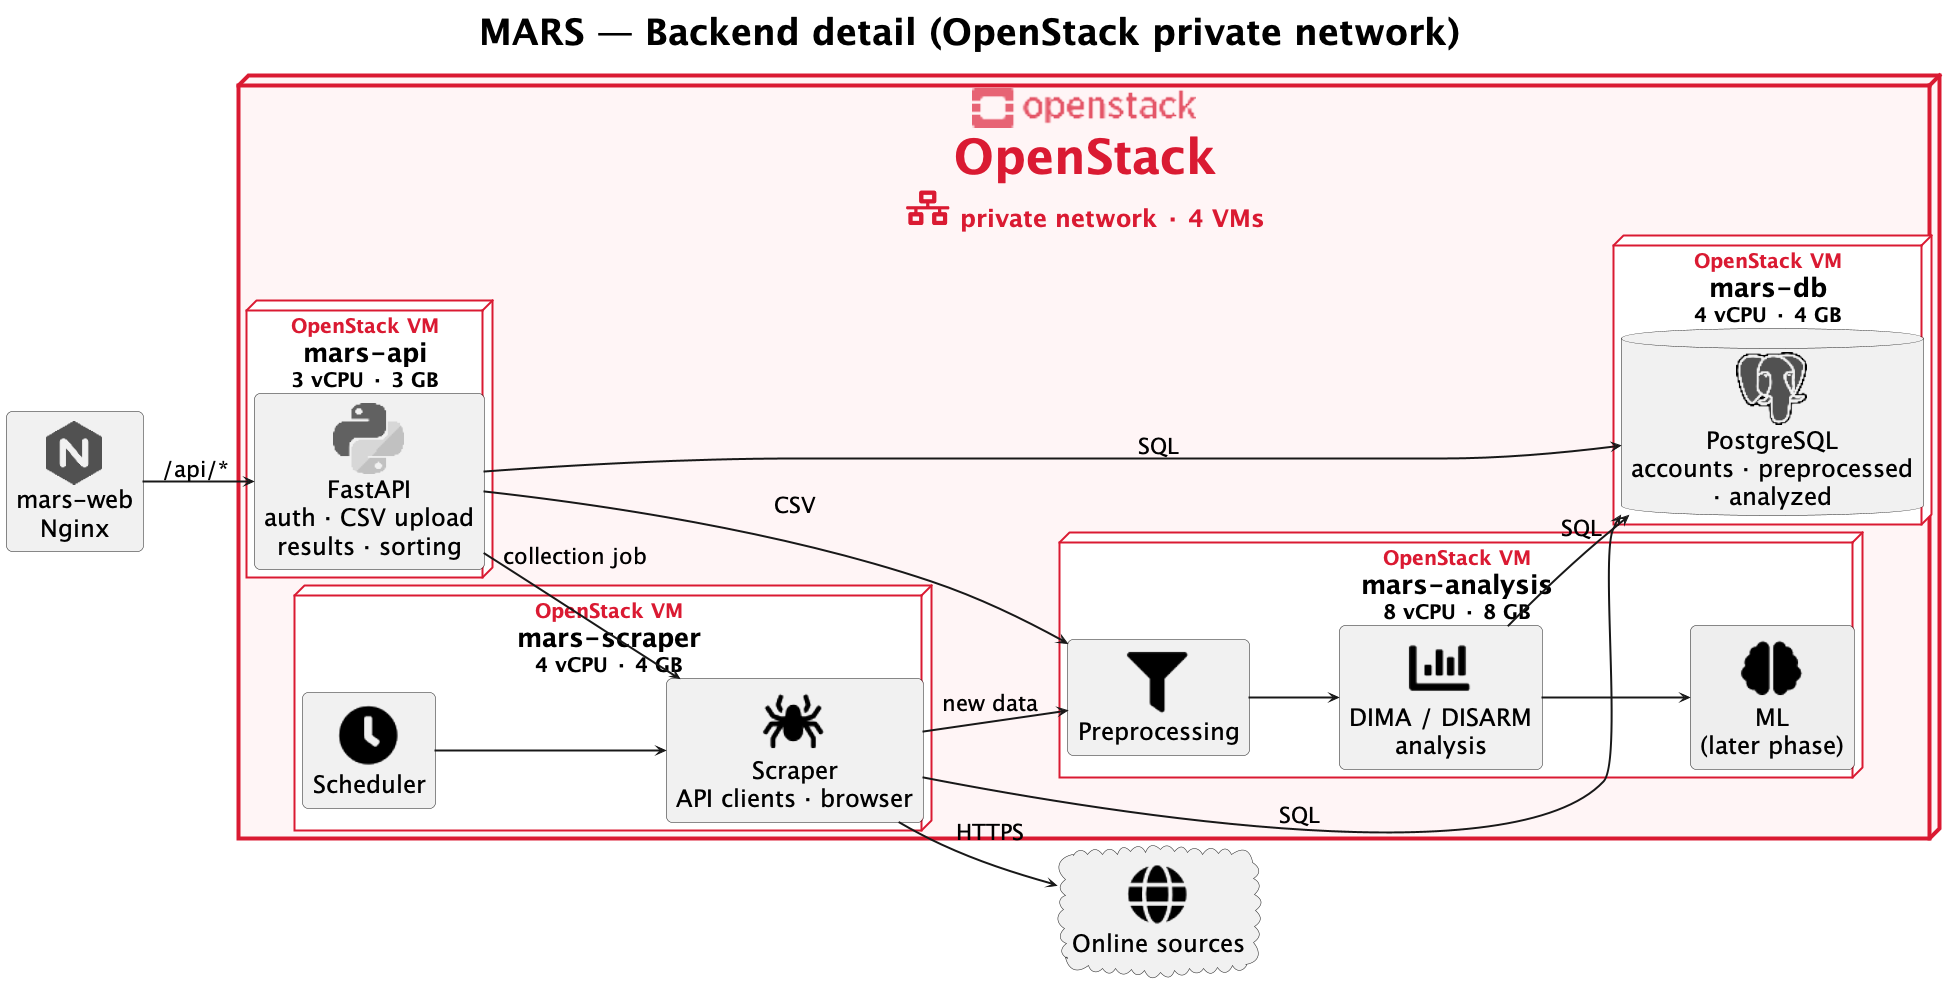 MARS — Backend detail (OpenStack private network)
openstack
OpenStack
private network · 4 VMs
OpenStack VM
mars-db
4 vCPU · 4 GB
PostgreSQL
accounts · preprocessed
· analyzed
OpenStack VM
mars-api
3 vCPU · 3 GB
FastAPI
auth · CSV upload
results · sorting
mars-web
Nginx
/api/*
SQL
CSV
collection job
SQL
OpenStack VM
mars-analysis
8 vCPU · 8 GB
Preprocessing
DIMA / DISARM
analysis
ML
(later phase)
OpenStack VM
mars-scraper
4 vCPU · 4 GB
Scheduler
Scraper
API clients · browser
new data
SQL
HTTPS
Online sources